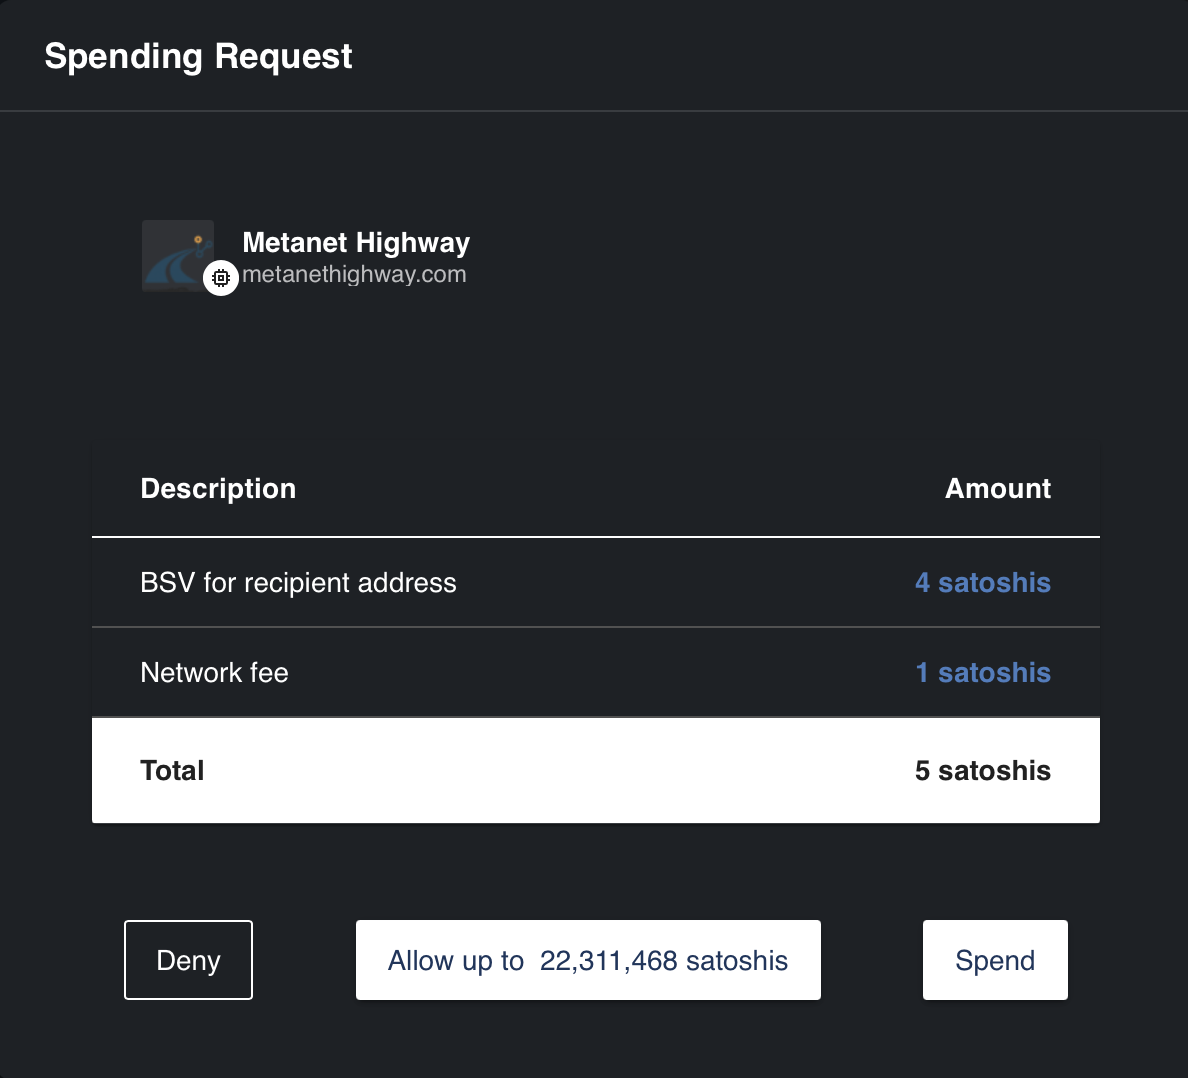 Spending Request
Metanet Highway
metanethighway.com
Description Amount
BSV for recipient address 4 satoshis
Network fee 1 satoshis
Total 5 satoshis
Deny Allow up to 22,311,468 satoshis Spend